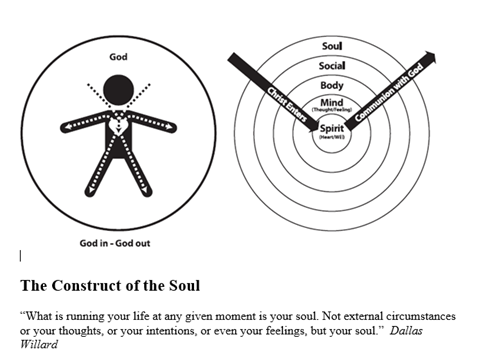 God
God in - God out
Soul
Social
Body
Mind
(Thought/Feeling)
Spirit
(Heart/Will)
Christ Enters
Communion with God
The Construct of the Soul
“What is running your life at any given moment is your soul. Not external circumstances
or your thoughts, or your intentions, or even your feelings, but your soul.” Dallas
Willard